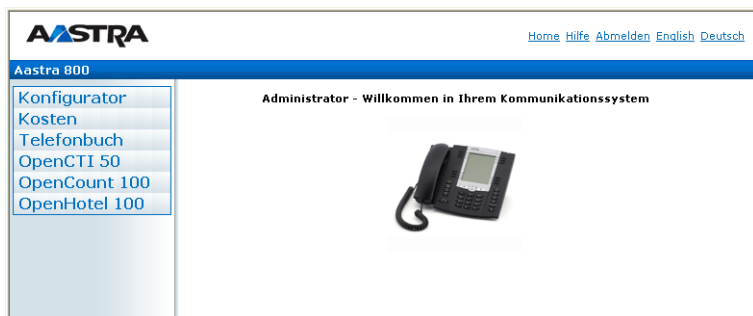 AASTRA
Home Hilfe Abmelden English Deutsch
Aastra 800
Konfigurator
Kosten
Telefonbuch
OpenCTI 50
OpenCount 100
OpenHotel 100
Administrator - Willkommen in Ihrem Kommunikationssystem